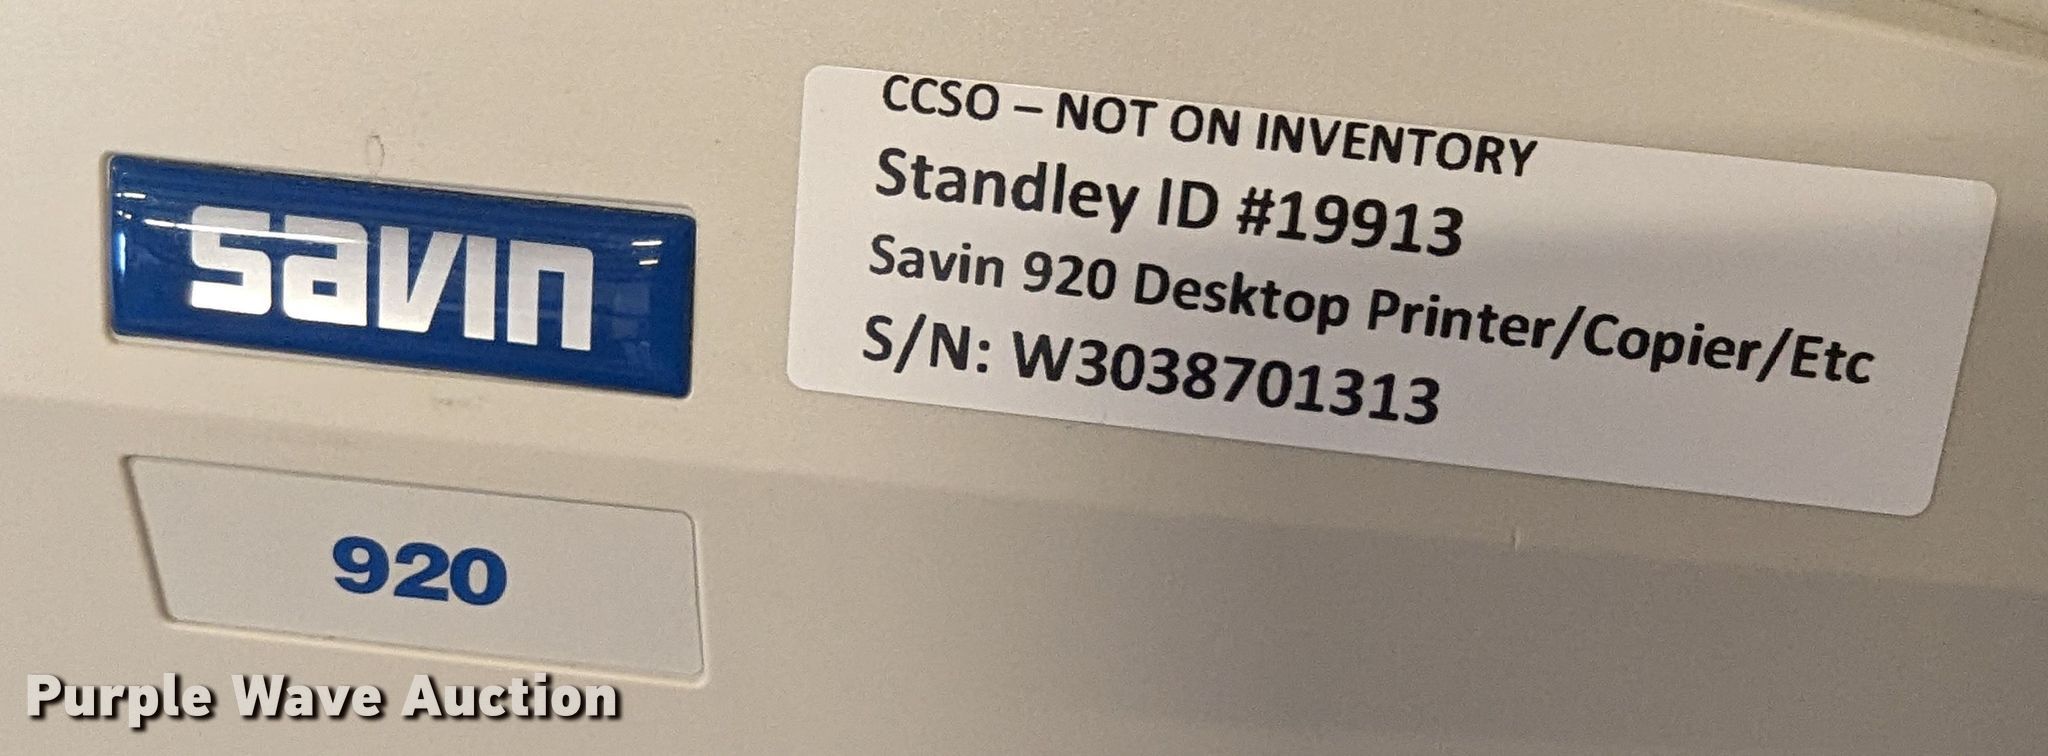 savin
CCSO – NOT ON INVENTORY
Standley ID #19913
Savin 920 Desktop Printer/Copier/Etc
S/N: W3038701313
920
Purple Wave Auction